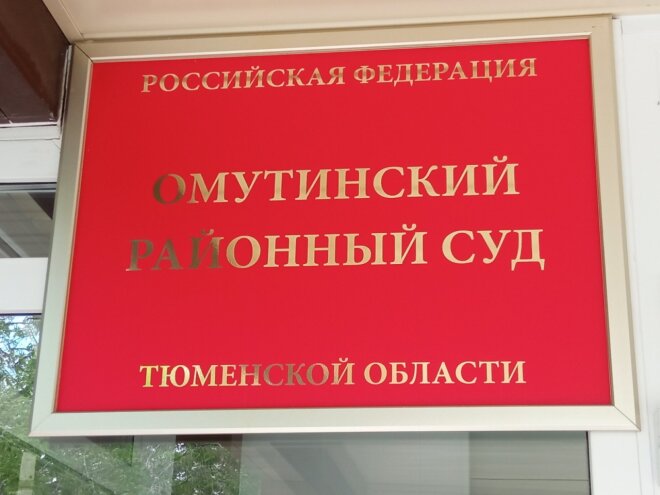 РОССИЙСКАЯ ФЕДЕРАЦИЯ
ОМУТИНСКИЙ
РАЙОННЫЙ СУД
ТЮМЕНСКОЙ ОБЛАСТИ